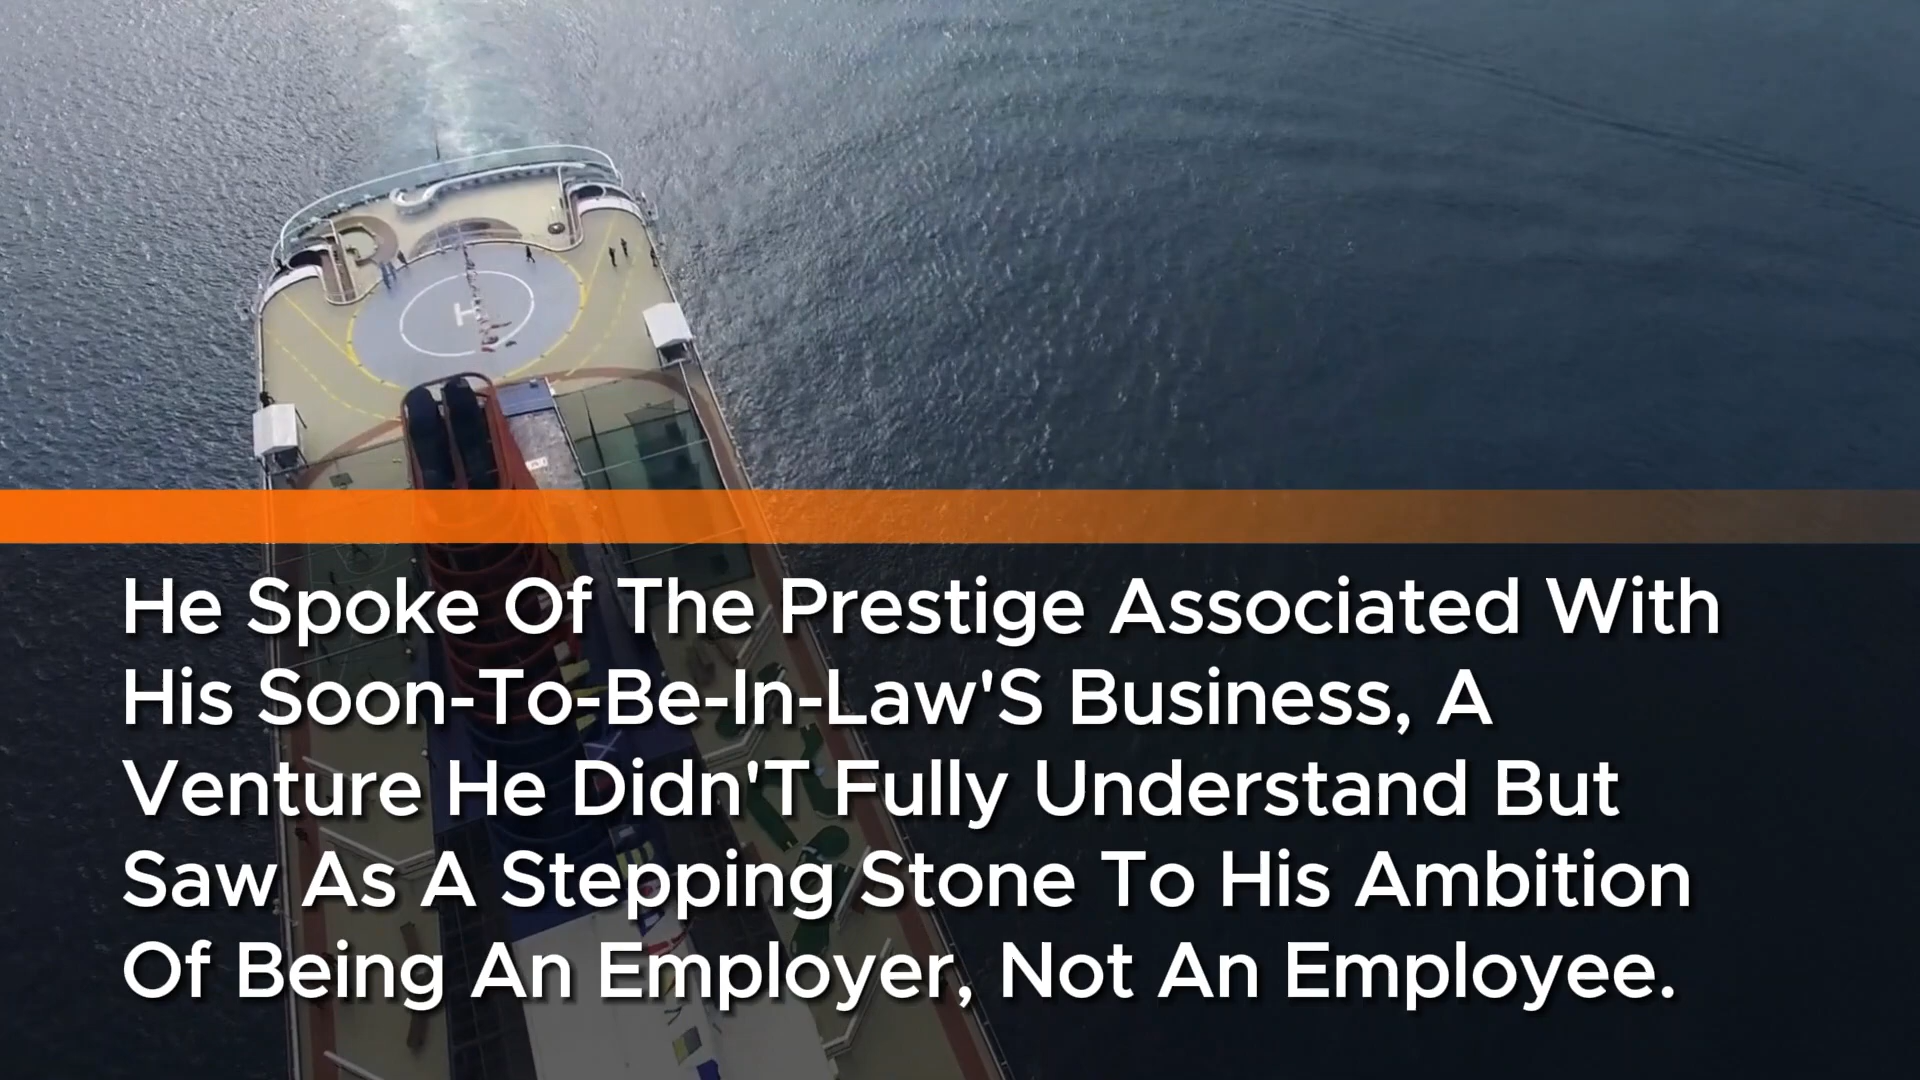 H
He Spoke Of The Prestige Associated With
His Soon-To-Be-In-Law'S Business, A
Venture He Didn'T Fully Understand But
Saw As A Stepping Stone To His Ambition
Of Being An Employer, Not An Employee.